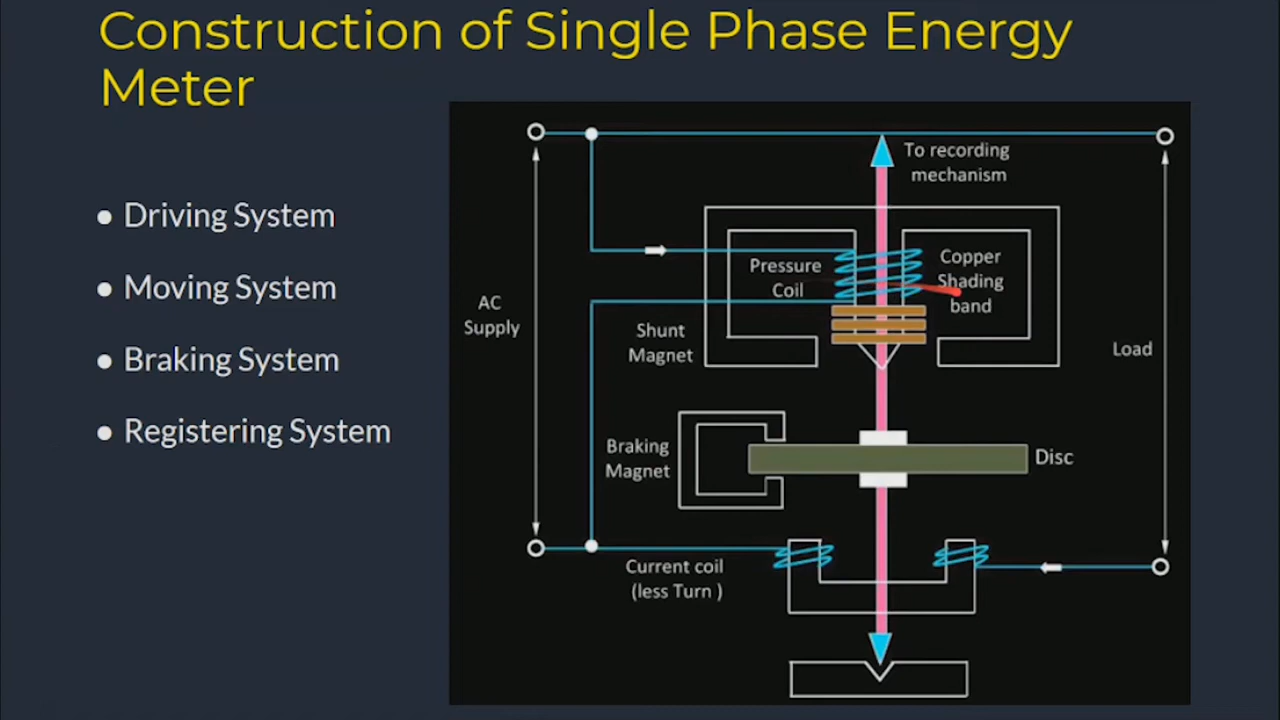 Construction of Single Phase Energy
Meter
● Driving System
● Moving System
● Braking System
● Registering System
To recording
mechanism
Pressure
Coil
Copper
Shading
band
AC
Supply
Shunt
Magnet
Load
Braking
Magnet
Disc
Current coil
(less Turn )